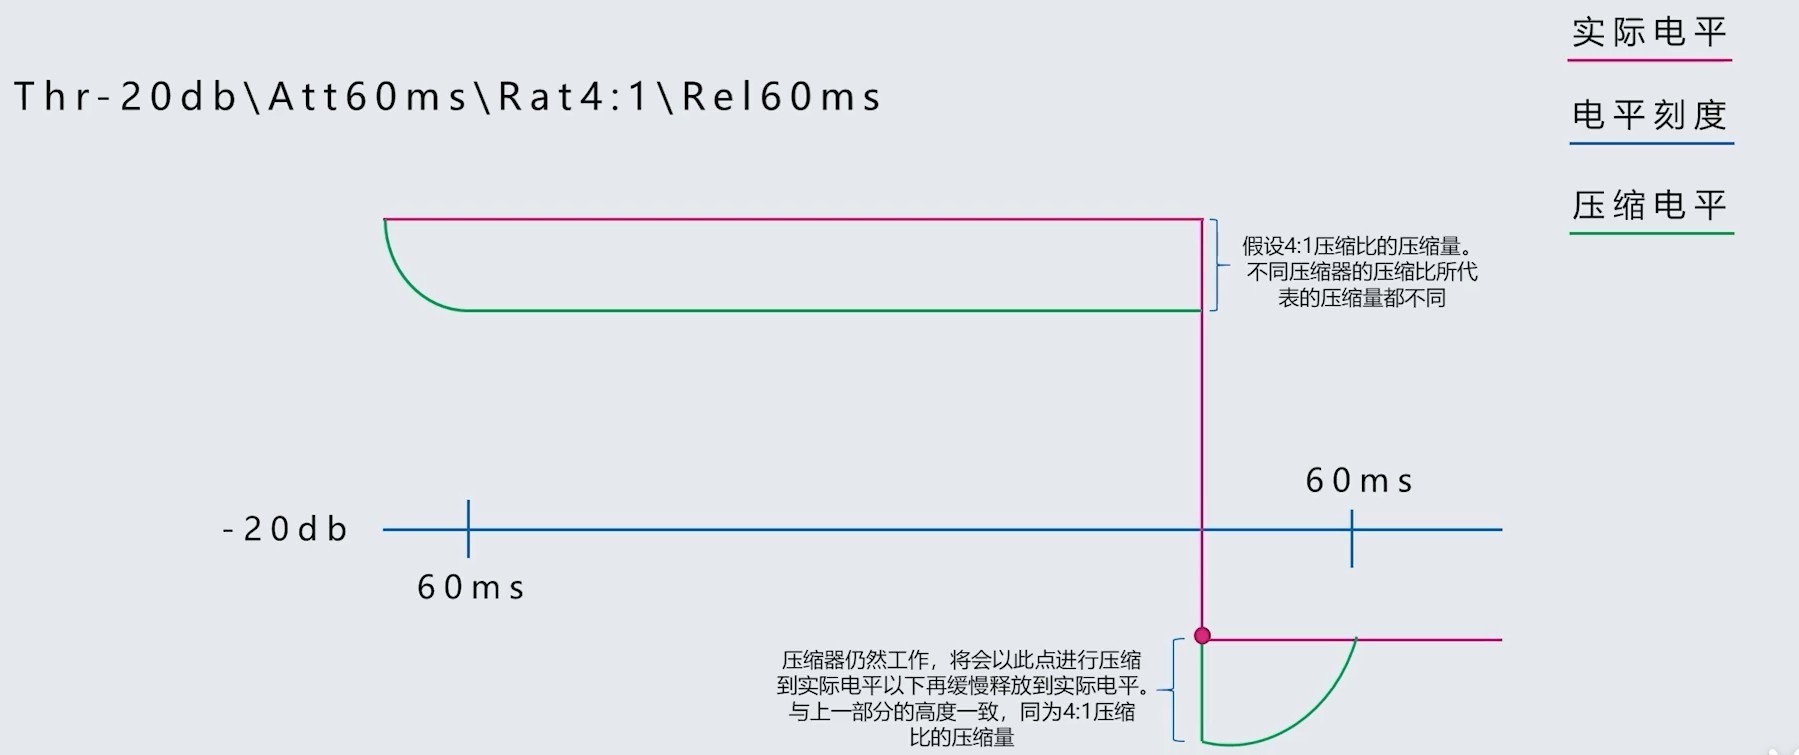 实际电平
Thr-20db\Att60ms\Rat4:1\Rel60ms
电平刻度
压缩电平
假设4:1压缩比的压缩量。
不同压缩器的压缩比所代
表的压缩量都不同
60ms
-20db
60ms
压缩器仍然工作，将会以此点进行压缩
到实际电平以下再缓慢释放到实际电平。
与上一部分的高度一致，同为4:1压缩
比的压缩量